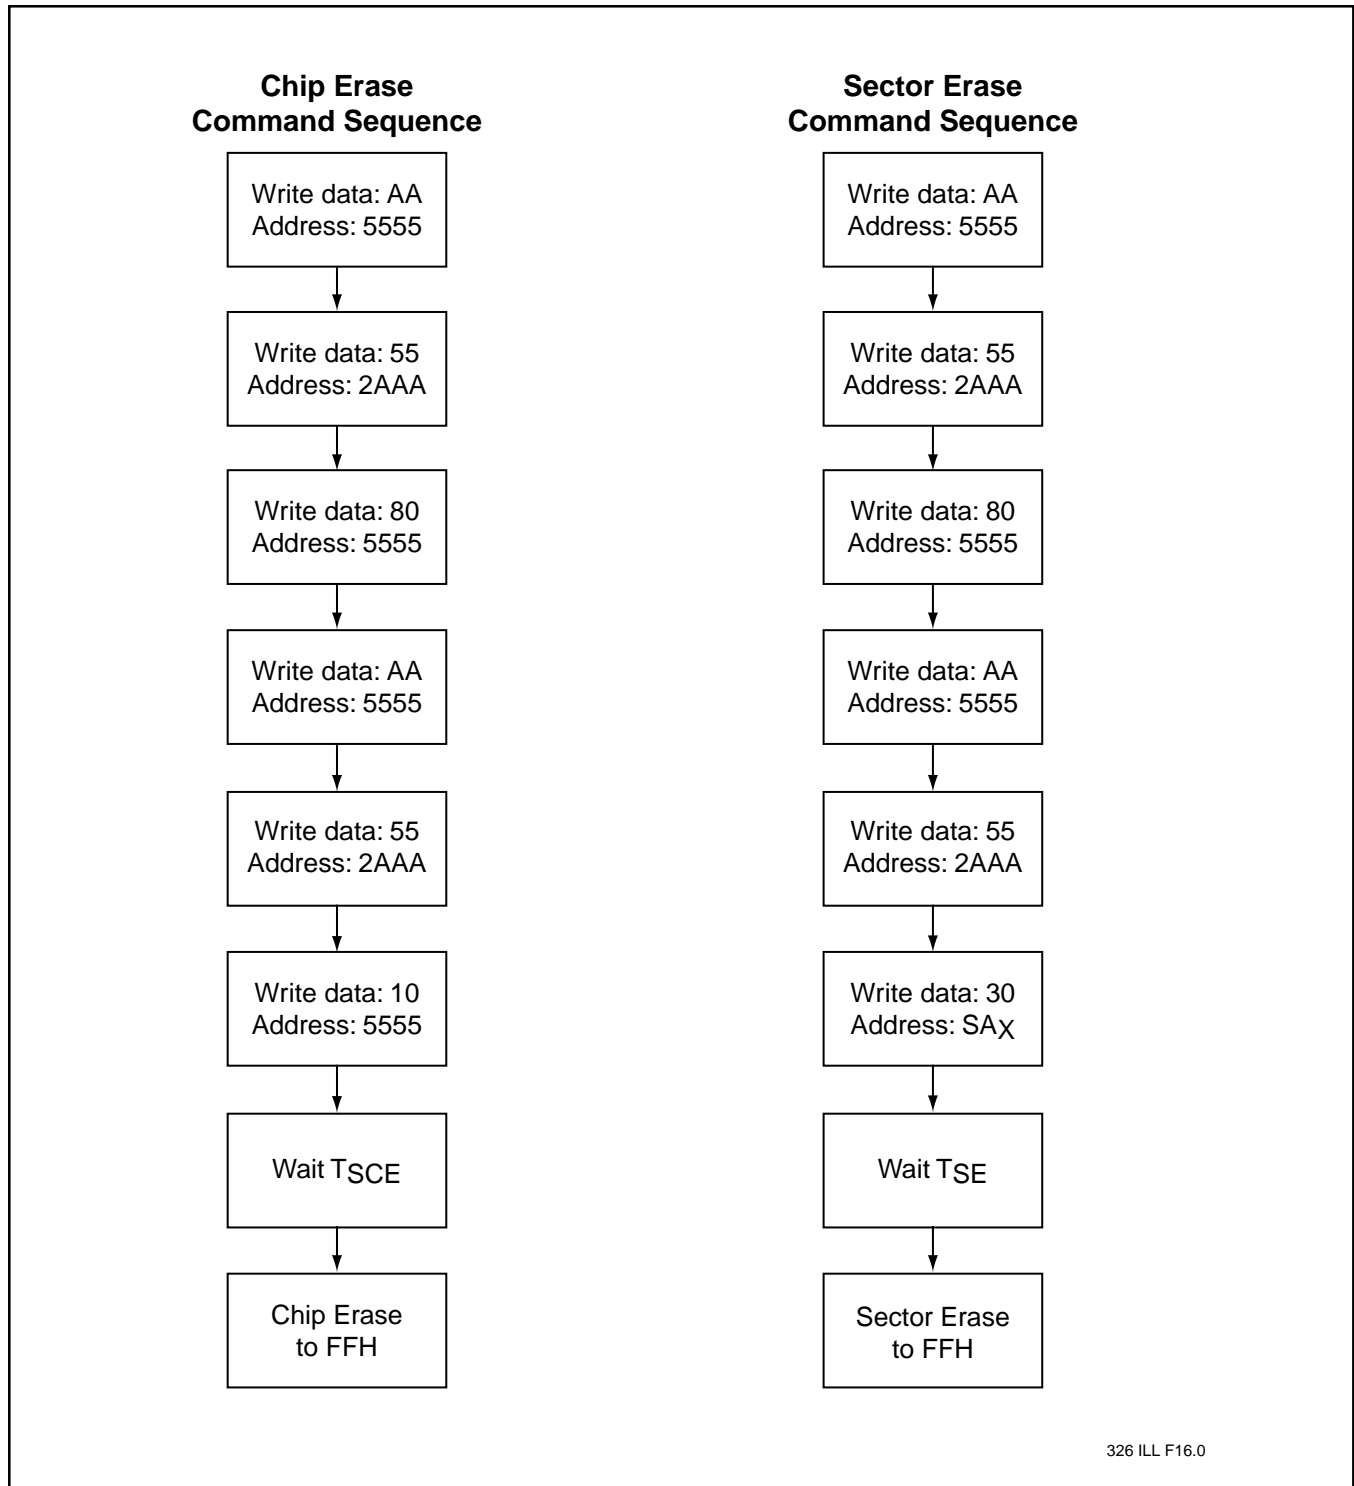 Chip Erase
Command Sequence
Write data: AA
Address: 5555
Write data: 55
Address: 2AAA
Write data: 80
Address: 5555
Write data: AA
Address: 5555
Write data: 55
Address: 2AAA
Write data: 10
Address: 5555
Wait TSCE
Chip Erase
to FFH
Sector Erase
Command Sequence
Write data: AA
Address: 5555
Write data: 55
Address: 2AAA
Write data: 80
Address: 5555
Write data: AA
Address: 5555
Write data: 55
Address: 2AAA
Write data: 30
Address: SAX
Wait TSE
Sector Erase
to FFH
326 ILL F16.0